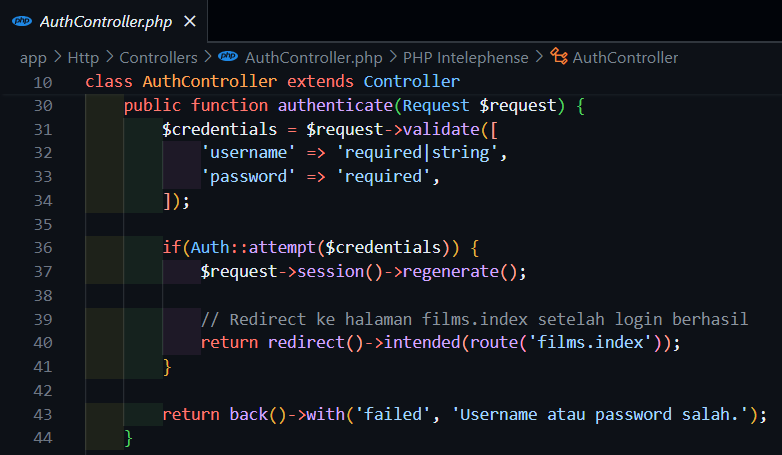 php AuthController.php ×
app > Http > Controllers > php AuthController.php > PHP Intelephense > AuthController
10 class AuthController extends Controller
30     public function authenticate(Request $request) {
31         $credentials = $request->validate([
32             'username' => 'required|string',
33             'password' => 'required',
34         ]);
35
36         if(Auth::attempt($credentials)) {
37             $request->session()->regenerate();
38
39             // Redirect ke halaman films.index setelah login berhasil
40             return redirect()->intended(route('films.index'));
41         }
42
43         return back()->with('failed', 'Username atau password salah.');
44     }